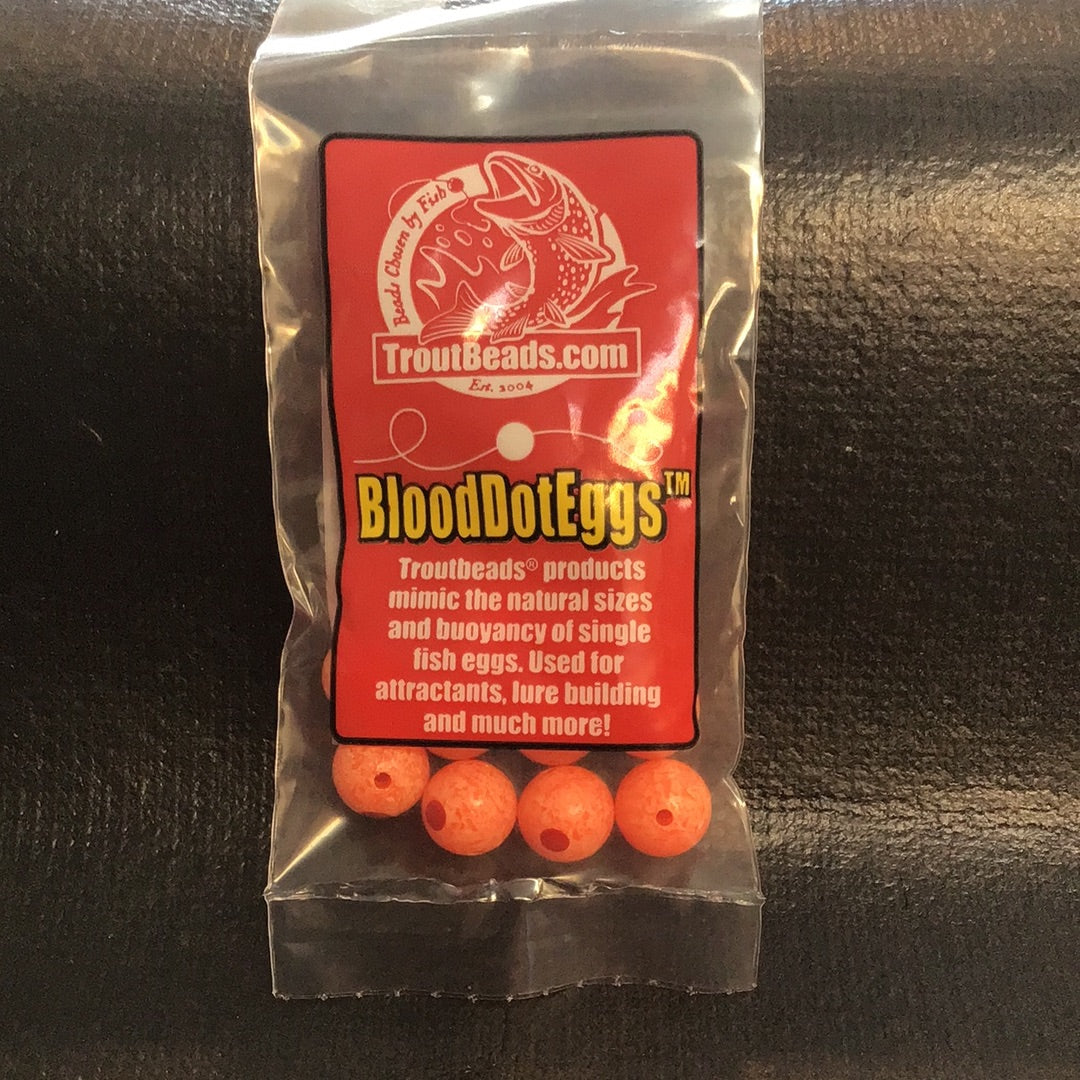 Beads Chosen by Fish
TroutBeads.com
Est. 2004
BloodDotEggs™
Troutbeads® products
mimic the natural sizes
and buoyancy of single
fish eggs. Used for
attractants, lure building
and much more!